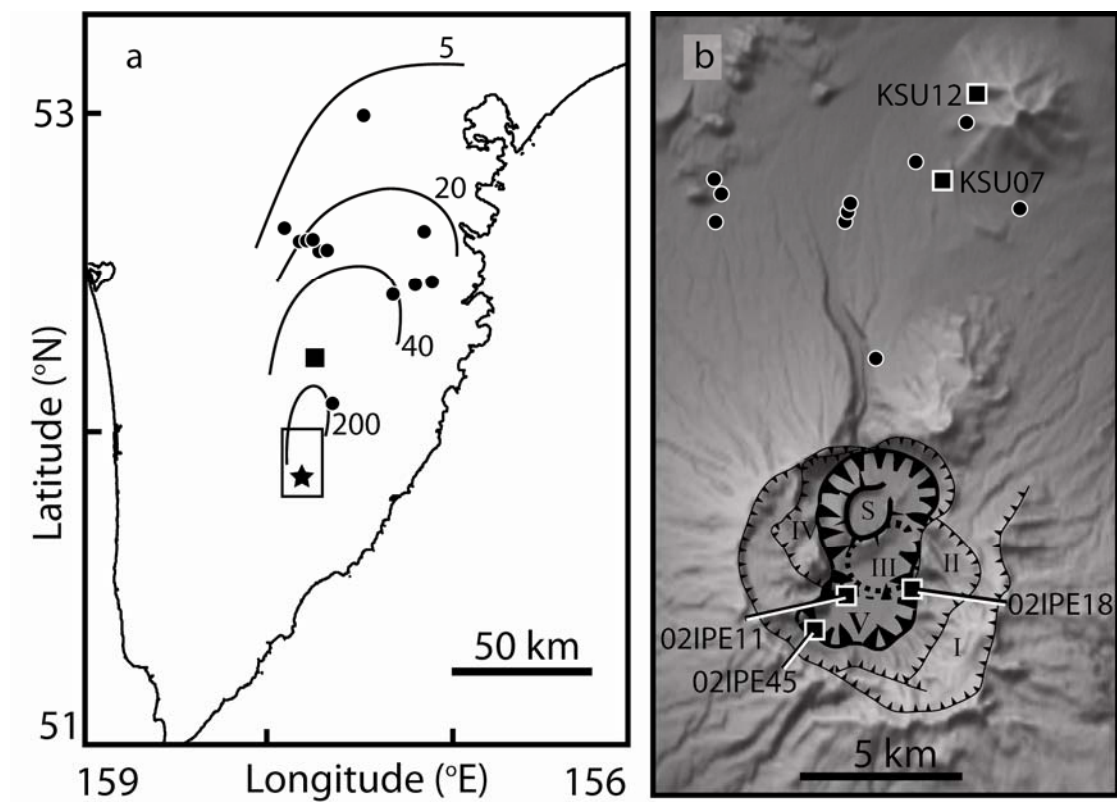 a
5
53
20
40
200
Latitude (°N)
50 km
51
159
Longitude (°E)
156
b
KSU12
KSU07
S
IV
III
II
02IPE18
02IPE11
V
I
02IPE45
5 km